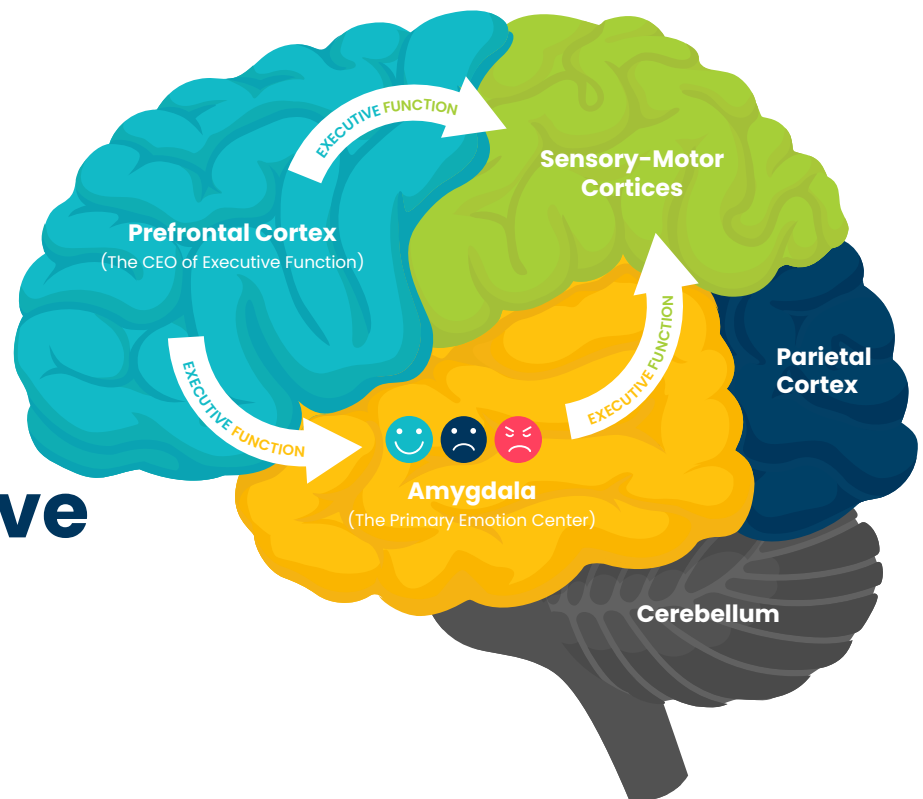 EXECUTIVE FUNCTION
Sensory-Motor
Cortices
Prefrontal Cortex
(The CEO of Executive Function)
EXECUTIVE FUNCTION
EXECUTIVE FUNCTION
Parietal
Cortex
Amygdala
(The Primary Emotion Center)
ve
Cerebellum